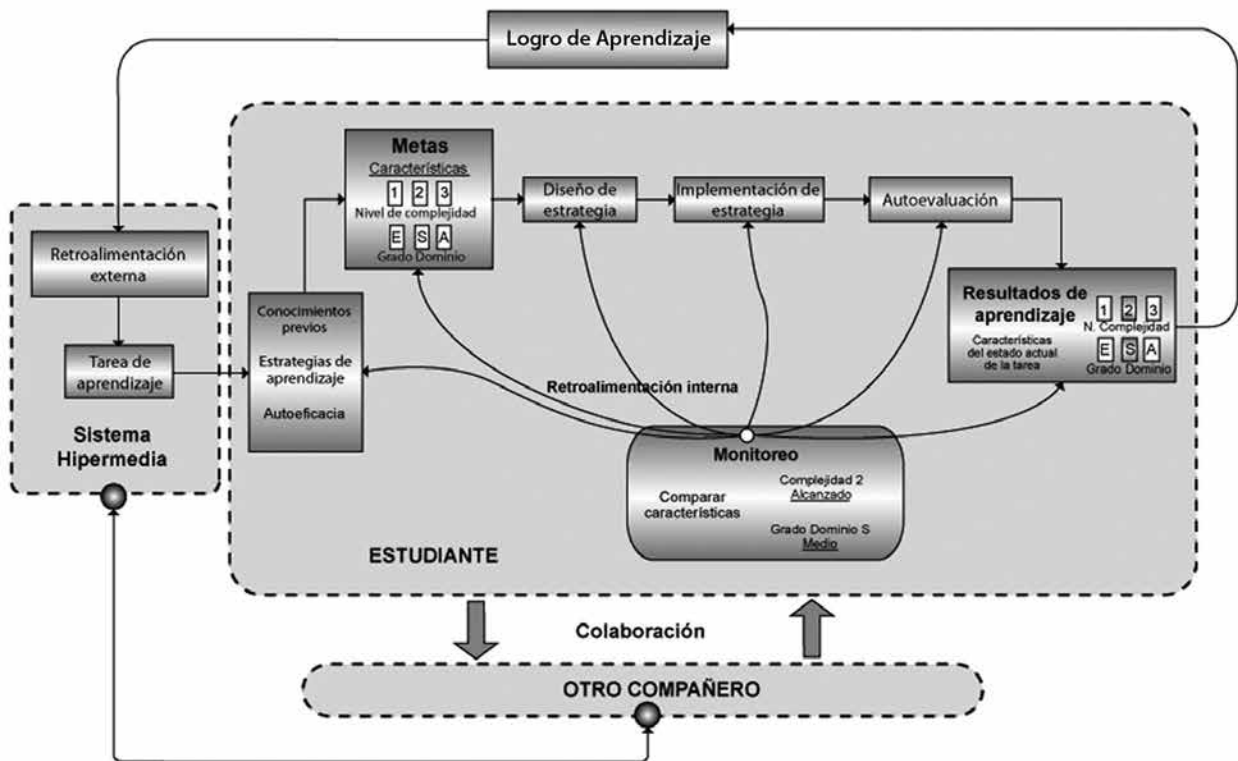 Logro de Aprendizaje
Retroalimentación
externa
Tarea de
aprendizaje
Sistema
Hipermedia
Conocimientos
previos
Estrategias de
aprendizaje
Autoeficacia
Metas
Características
1 2 3
Nivel de complejidad
E S A
Grado Dominio
Diseño de
estrategia
Implementación de
estrategia
Autoevaluación
Resultados de
aprendizaje
Características
del estado actual
de la tarea
1 2 3
N. Complejidad
E S A
Grado Dominio
Retroalimentación interna
Monitoreo
Comparar
características
Complejidad 2
Alcanzado
Grado Dominio S
Medio
ESTUDIANTE
Colaboración
OTRO COMPAÑERO